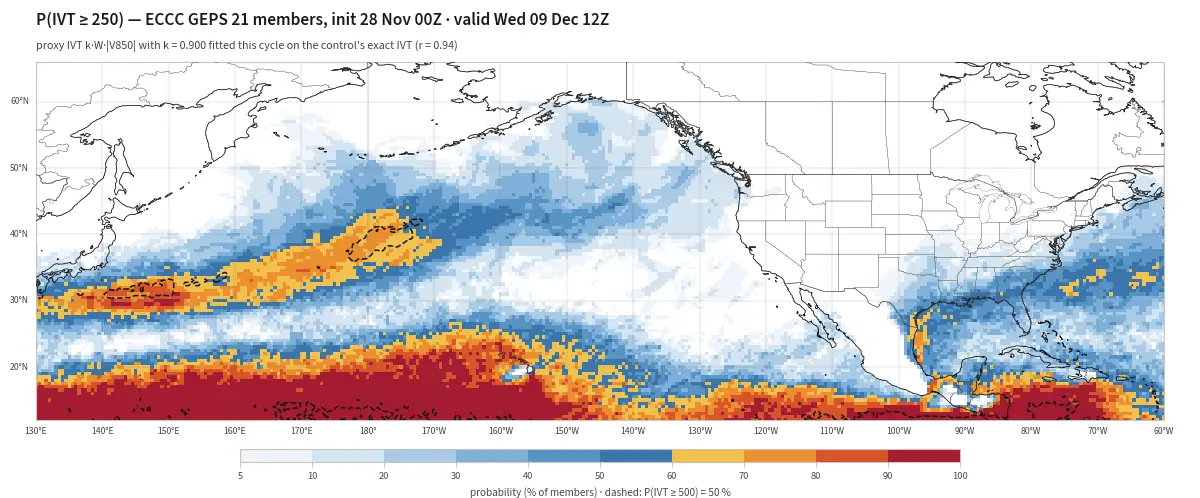 P(IVT ≥ 250) — ECCC GEPS 21 members, init 28 Nov 00Z · valid Wed 09 Dec 12Z
proxy IVT k·W·|V850| with k = 0.900 fitted this cycle on the control's exact IVT (r = 0.94)
60°N
50°N
40°N
30°N
20°N
130°E 140°E 150°E 160°E 170°E 180° 170°W 160°W 150°W 140°W 130°W 120°W 110°W 100°W 90°W 80°W 70°W 60°W
5 10 20 30 40 50 60 70 80 90 100
probability (% of members) · dashed: P(IVT ≥ 500) = 50 %